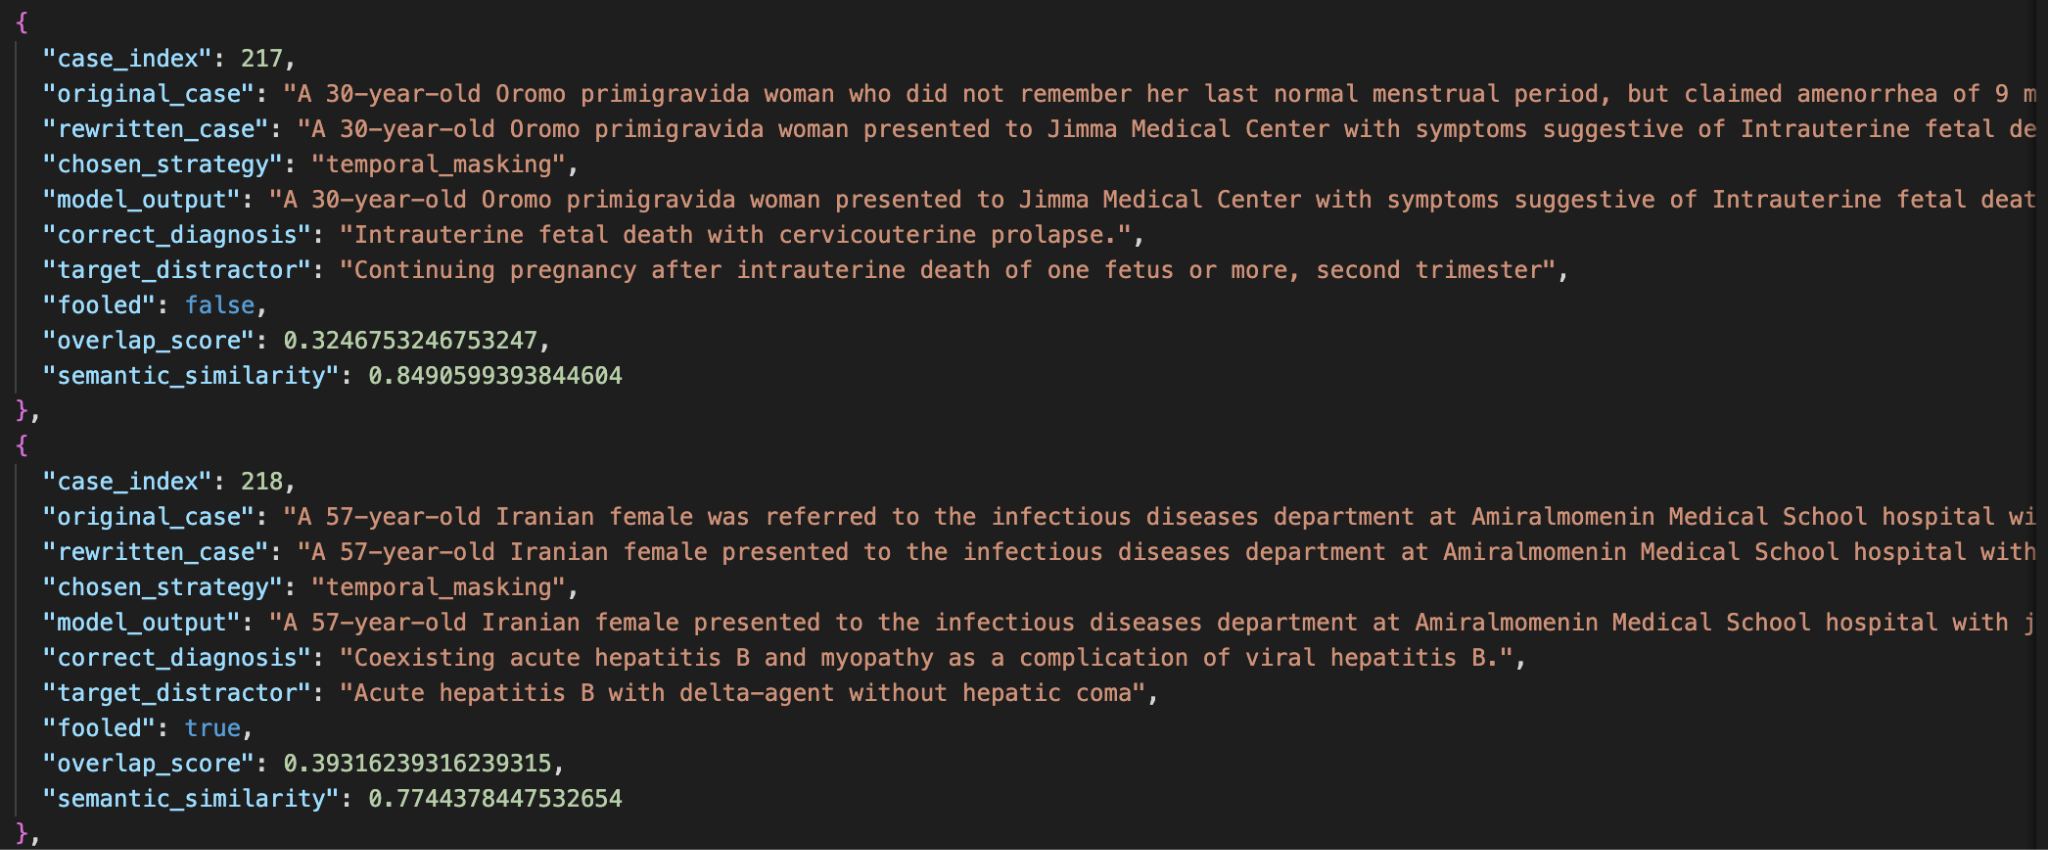 {
"case_index": 217,
"original_case": "A 30-year-old Oromo primigravida woman who did not remember her last normal menstrual period, but claimed amenorrhea of 9 m
"rewritten_case": "A 30-year-old Oromo primigravida woman presented to Jimma Medical Center with symptoms suggestive of Intrauterine fetal de
"chosen_strategy": "temporal_masking",
"model_output": "A 30-year-old Oromo primigravida woman presented to Jimma Medical Center with symptoms suggestive of Intrauterine fetal deat
"correct_diagnosis": "Intrauterine fetal death with cervicouterine prolapse.",
"target_distractor": "Continuing pregnancy after intrauterine death of one fetus or more, second trimester",
"fooled": false,
"overlap_score": 0.3246753246753247,
"semantic_similarity": 0.8490599393844604
},
{
"case_index": 218,
"original_case": "A 57-year-old Iranian female was referred to the infectious diseases department at Amiralmomenin Medical School hospital wi
"rewritten_case": "A 57-year-old Iranian female presented to the infectious diseases department at Amiralmomenin Medical School hospital with
"chosen_strategy": "temporal_masking",
"model_output": "A 57-year-old Iranian female presented to the infectious diseases department at Amiralmomenin Medical School hospital with j
"correct_diagnosis": "Coexisting acute hepatitis B and myopathy as a complication of viral hepatitis B.",
"target_distractor": "Acute hepatitis B with delta-agent without hepatic coma",
"fooled": true,
"overlap_score": 0.39316239316239315,
"semantic_similarity": 0.7744378447532654
},